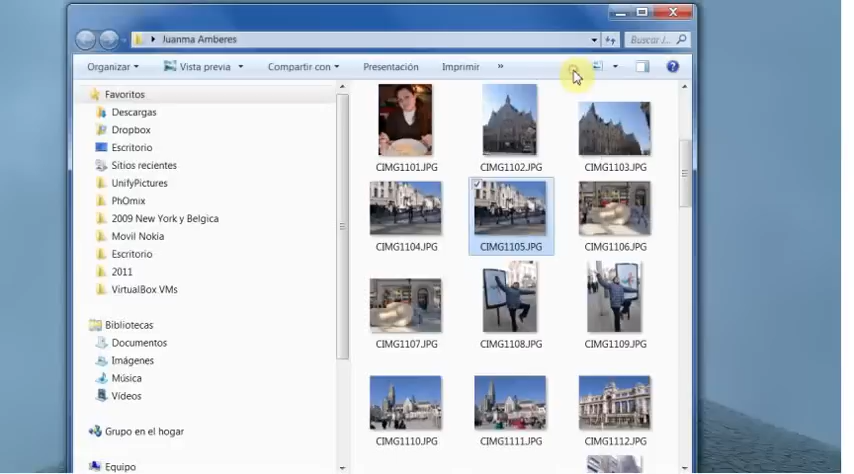 Juanma Amberes
Buscar J...
Organizar
Vista previa
Compartir con
Presentación
Imprimir
»
Favoritos
Descargas
Dropbox
Escritorio
Sitios recientes
UnifyPictures
PhOmix
2009 New York y Belgica
Movil Nokia
Escritorio
2011
VirtualBox VMs
Bibliotecas
Documentos
Imágenes
Música
Vídeos
Grupo en el hogar
Equipo
CIMG1101.JPG
CIMG1102.JPG
CIMG1103.JPG
CIMG1104.JPG
CIMG1105.JPG
CIMG1106.JPG
CIMG1107.JPG
CIMG1108.JPG
CIMG1109.JPG
CIMG1110.JPG
CIMG1111.JPG
CIMG1112.JPG